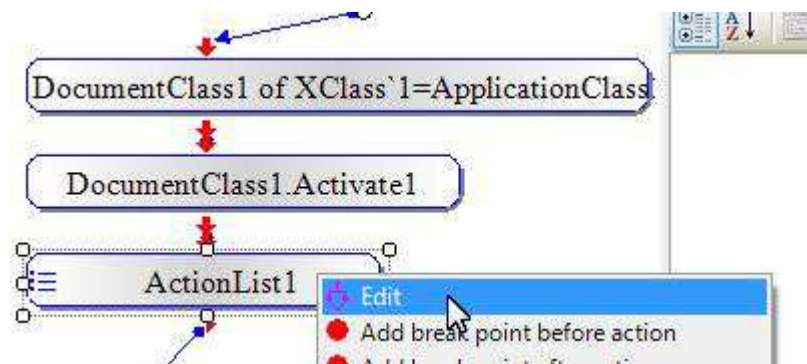 A
Z
DocumentClass1 of XClass`1=ApplicationClass
DocumentClass1.Activate1
ActionList1
Edit
Add break point before action